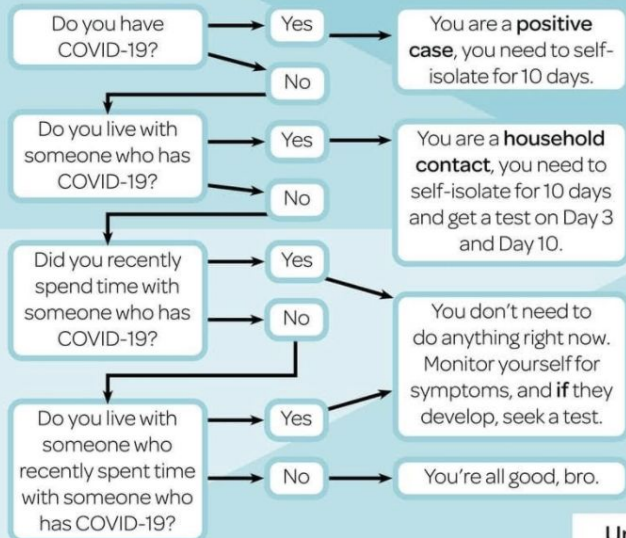 Do you have
COVID-19?
Yes
You are a positive
case, you need to self-
isolate for 10 days.
No
Do you live with
someone who has
COVID-19?
Yes
You are a household
contact, you need to
self-isolate for 10 days
and get a test on Day 3
and Day 10.
No
Did you recently
spend time with
someone who has
COVID-19?
Yes
No
You don't need to
do anything right now.
Monitor yourself for
symptoms, and if they
develop, seek a test.
Do you live with
someone who
recently spent time
with someone who
has COVID-19?
Yes
No
You're all good, bro.